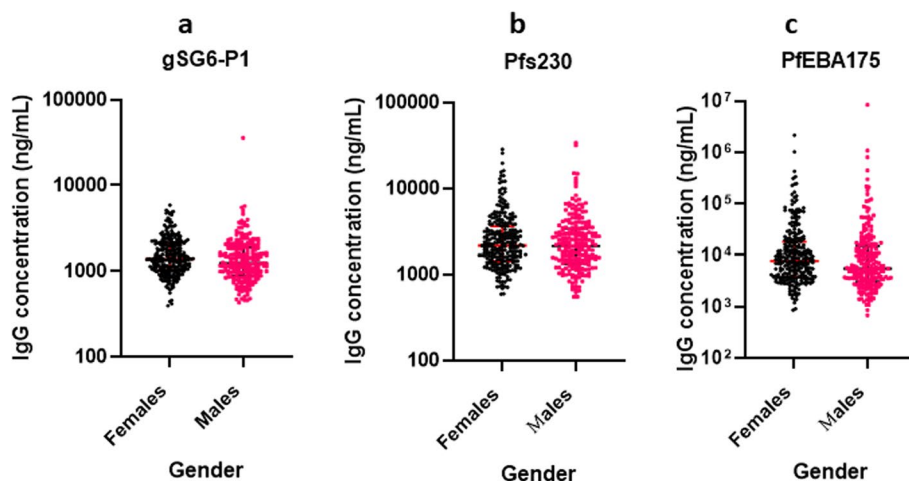 a
gSG6-P1
IgG concentration (ng/mL)
100000
10000
1000
100
Females
Males
Gender
b
Pfs230
IgG concentration (ng/mL)
100000
10000
1000
100
Females
Males
Gender
c
PfEBA175
IgG concentration (ng/mL)
10⁷
10⁶
10⁵
10⁴
10³
10²
Females
Males
Gender